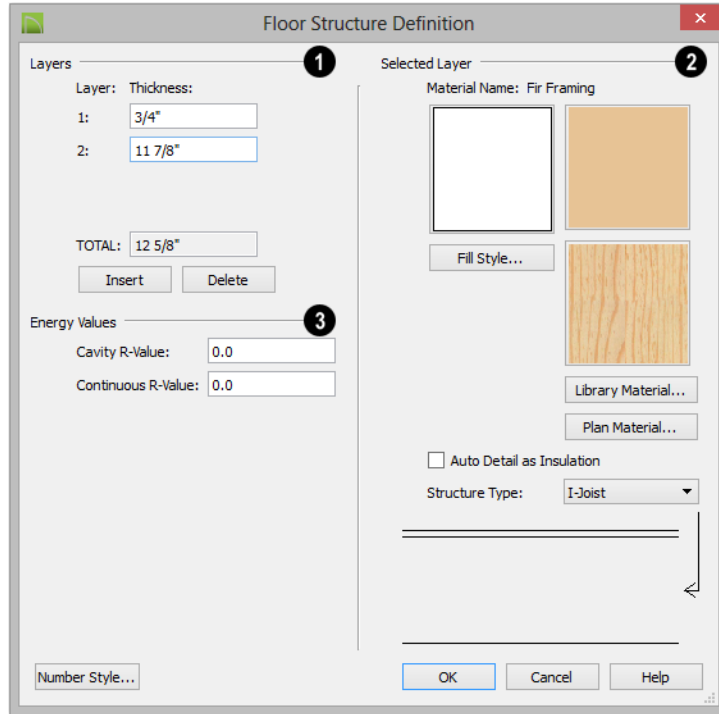 Floor Structure Definition
Layers 1
Layer: Thickness:
1: 3/4"
2: 11 7/8"
TOTAL: 12 5/8"
Insert Delete
Energy Values 3
Cavity R-Value: 0.0
Continuous R-Value: 0.0
Selected Layer 2
Material Name: Fir Framing
Fill Style...
Library Material...
Plan Material...
Auto Detail as Insulation
Structure Type: I-Joist
Number Style... OK Cancel Help